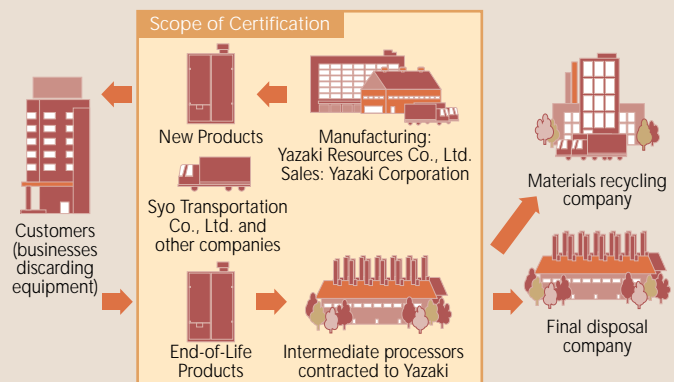 Scope of Certification
New Products
Manufacturing:
Yazaki Resources Co., Ltd.
Sales: Yazaki Corporation
Syo Transportation
Co., Ltd. and
other companies
Customers
(businesses
discarding
equipment)
End-of-Life
Products
Intermediate processors
contracted to Yazaki
Materials recycling
company
Final disposal
company